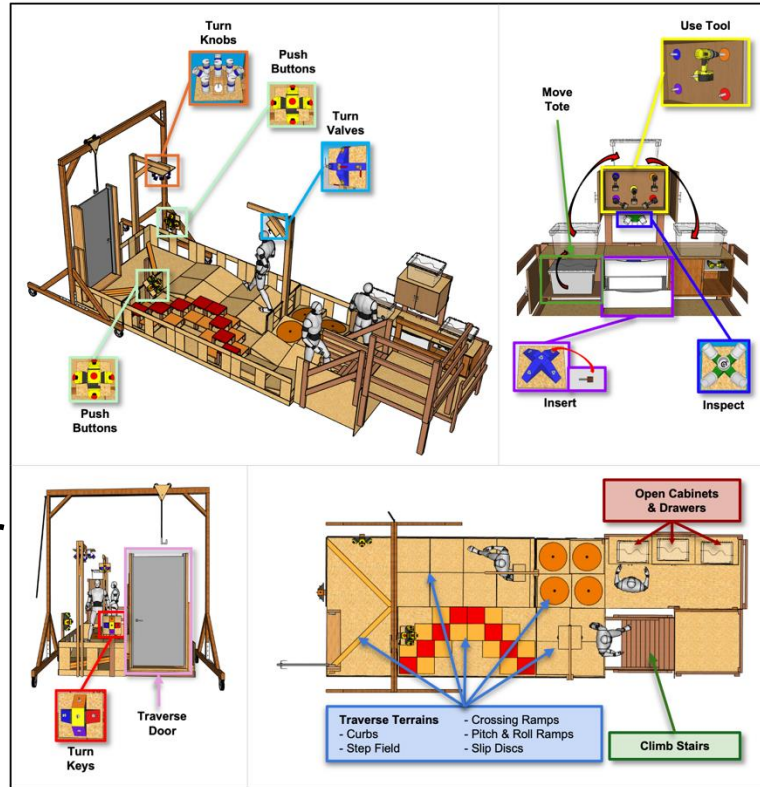 Turn
Knobs
Push
Buttons
Turn
Valves
Push
Buttons
Use Tool
Move
Tote
Insert
Inspect
Turn
Keys
Traverse
Door
Open Cabinets
& Drawers
Traverse Terrains
- Curbs
- Step Field
- Crossing Ramps
- Pitch & Roll Ramps
- Slip Discs
Climb Stairs